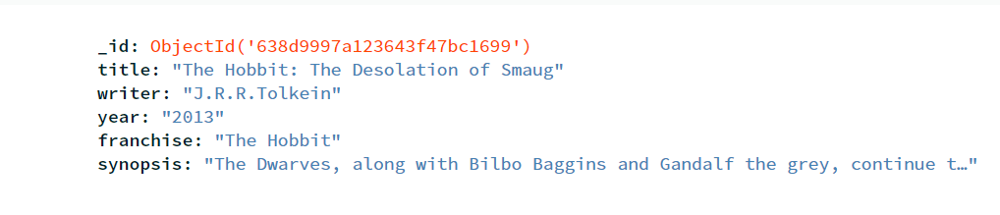 _id: ObjectId('638d9997a123643f47bc1699')
title: "The Hobbit: The Desolation of Smaug"
writer: "J.R.R.Tolkein"
year: "2013"
franchise: "The Hobbit"
synopsis: "The Dwarves, along with Bilbo Baggins and Gandalf the grey, continue t…"